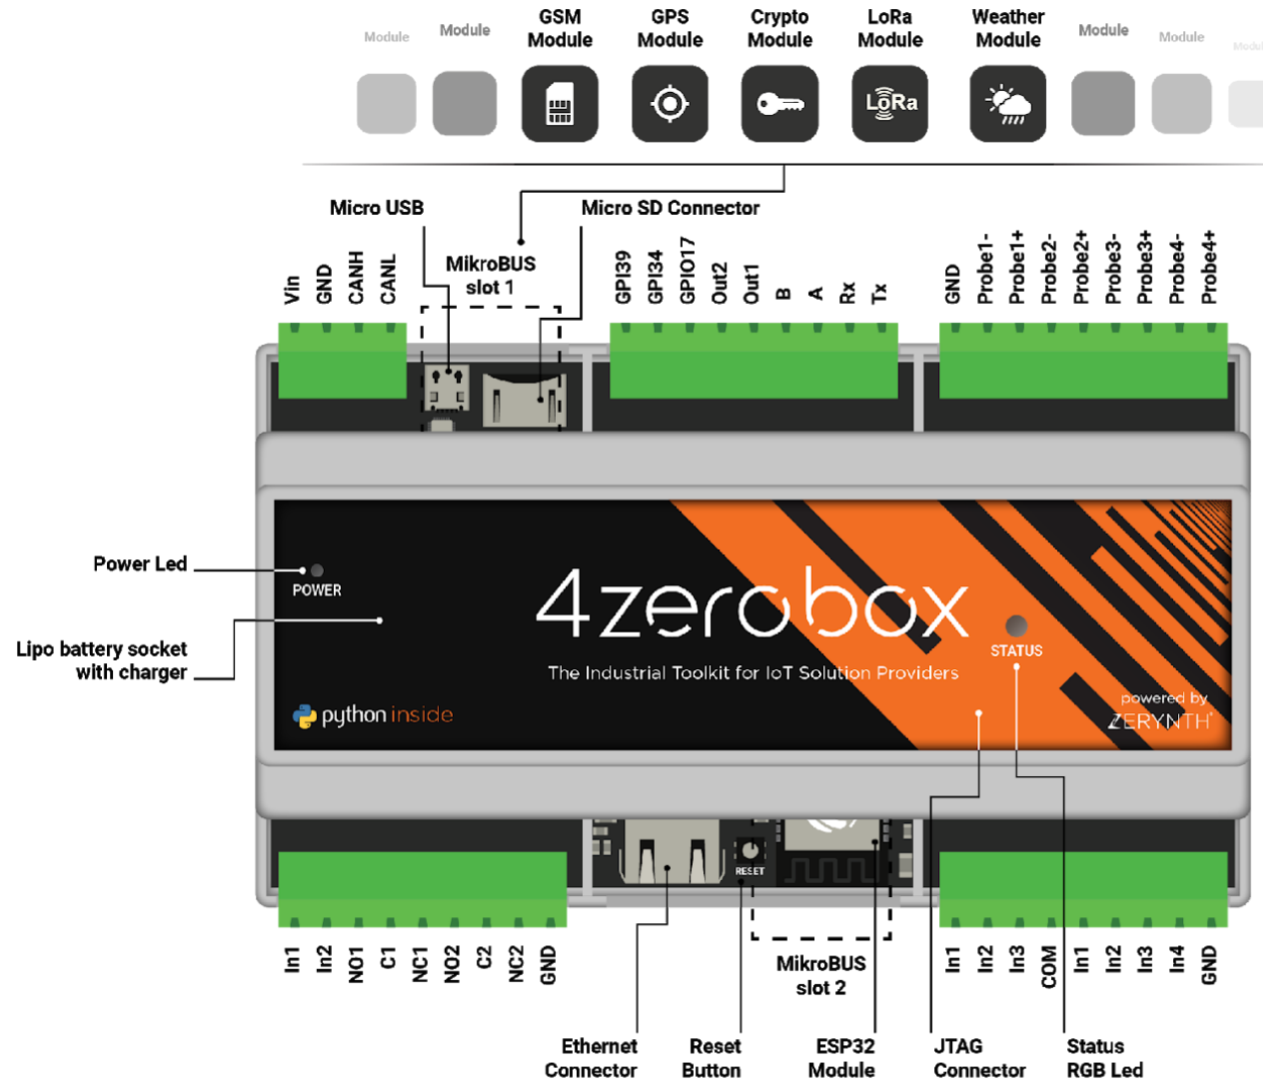 Module
Module
GSM
Module
GPS
Module
Crypto
Module
LoRa
Module
Weather
Module
Module
Module
LoRa
Micro USB
Micro SD Connector
MikroBUS
slot 1
Vin
GND
CANH
CANL
GPI39
GPI34
GPIO17
Out2
Out1
B
A
Rx
Tx
GND
Probe1-
Probe1+
Probe2-
Probe2+
Probe3-
Probe3+
Probe4-
Probe4+
Power Led
POWER
Lipo battery socket
with charger
4zerobox
The Industrial Toolkit for IoT Solution Providers
STATUS
python inside
powered by
ZERYNTH
RESET
In1
In2
NO1
C1
NC1
NO2
C2
NC2
GND
MikroBUS
slot 2
In1
In2
In3
COM
In1
In2
In3
In4
GND
Ethernet
Connector
Reset
Button
ESP32
Module
JTAG
Connector
Status
RGB Led